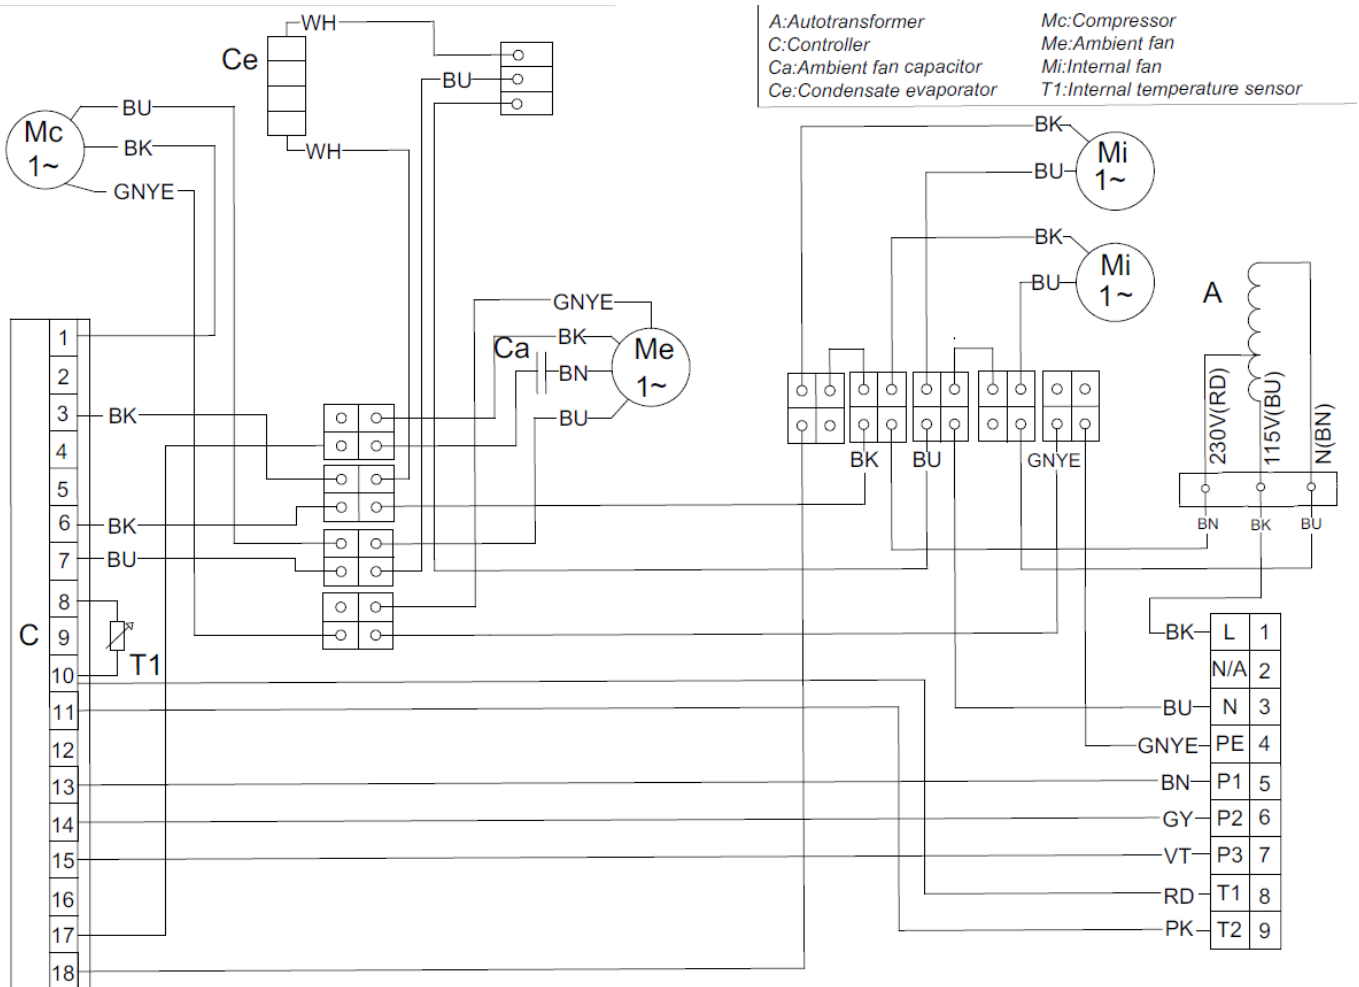 A:Autotransformer Mc:Compressor
C:Controller Me:Ambient fan
Ca:Ambient fan capacitor Mi:Internal fan
Ce:Condensate evaporator T1:Internal temperature sensor
WH
Ce
BU
BU
Mc
1~
BK
WH
GNYE
BK
Mi
1~
BU
BK
Mi
1~
BU
A
GNYE
BK
Ca
Me
1~
BN
BU
230V(RD)
115V(BU)
N(BN)
BK
BU
GNYE
BN
BK
BU
C
1
2
3
BK
4
5
6
BK
7
BU
8
9
T1
10
11
12
13
14
15
16
17
18
BK L 1
N/A 2
BU N 3
GNYE PE 4
BN P1 5
GY P2 6
VT P3 7
RD T1 8
PK T2 9